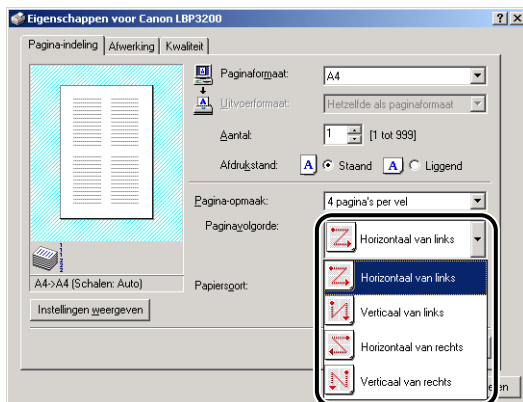 Eigenschappen voor Canon LBP3200
Pagina-indeling Afwerking Kwaliteit
Paginaformaat: A4
Uitvoerformaat: Hetzelfde als paginaformaat
Aantal: 1 [1 tot 999]
Afdrukstand: A Staand A Liggend
Pagina-opmaak: 4 pagina's per vel
Paginavolgorde: Horizontaal van links
A4->A4 (Schalen: Auto)
Papiersoort:
Instellingen weergeven
Horizontaal van links
Verticaal van links
Horizontaal van rechts
Verticaal van rechts